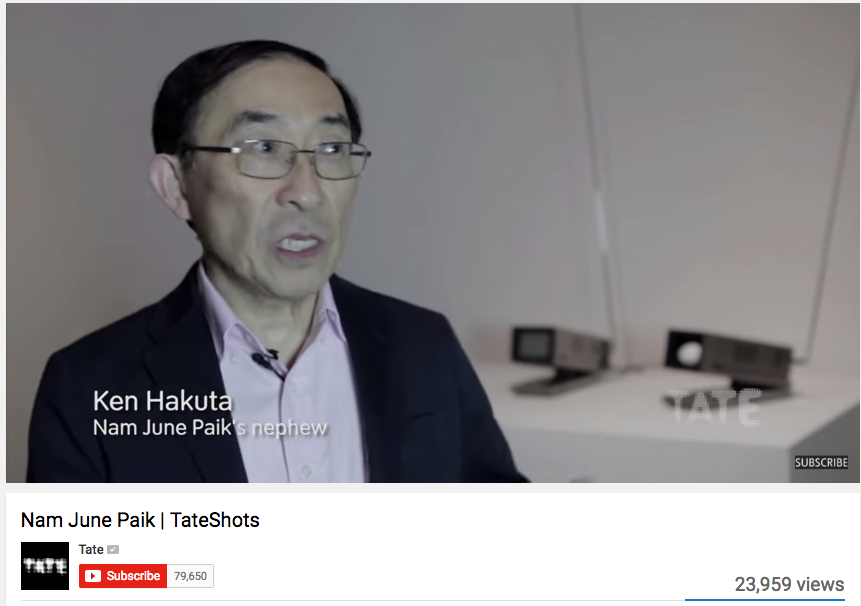 Ken Hakuta
Nam June Paik's nephew
TATE
SUBSCRIBE
Nam June Paik | TateShots
TATE
Tate
Subscribe 79,650
23,959 views